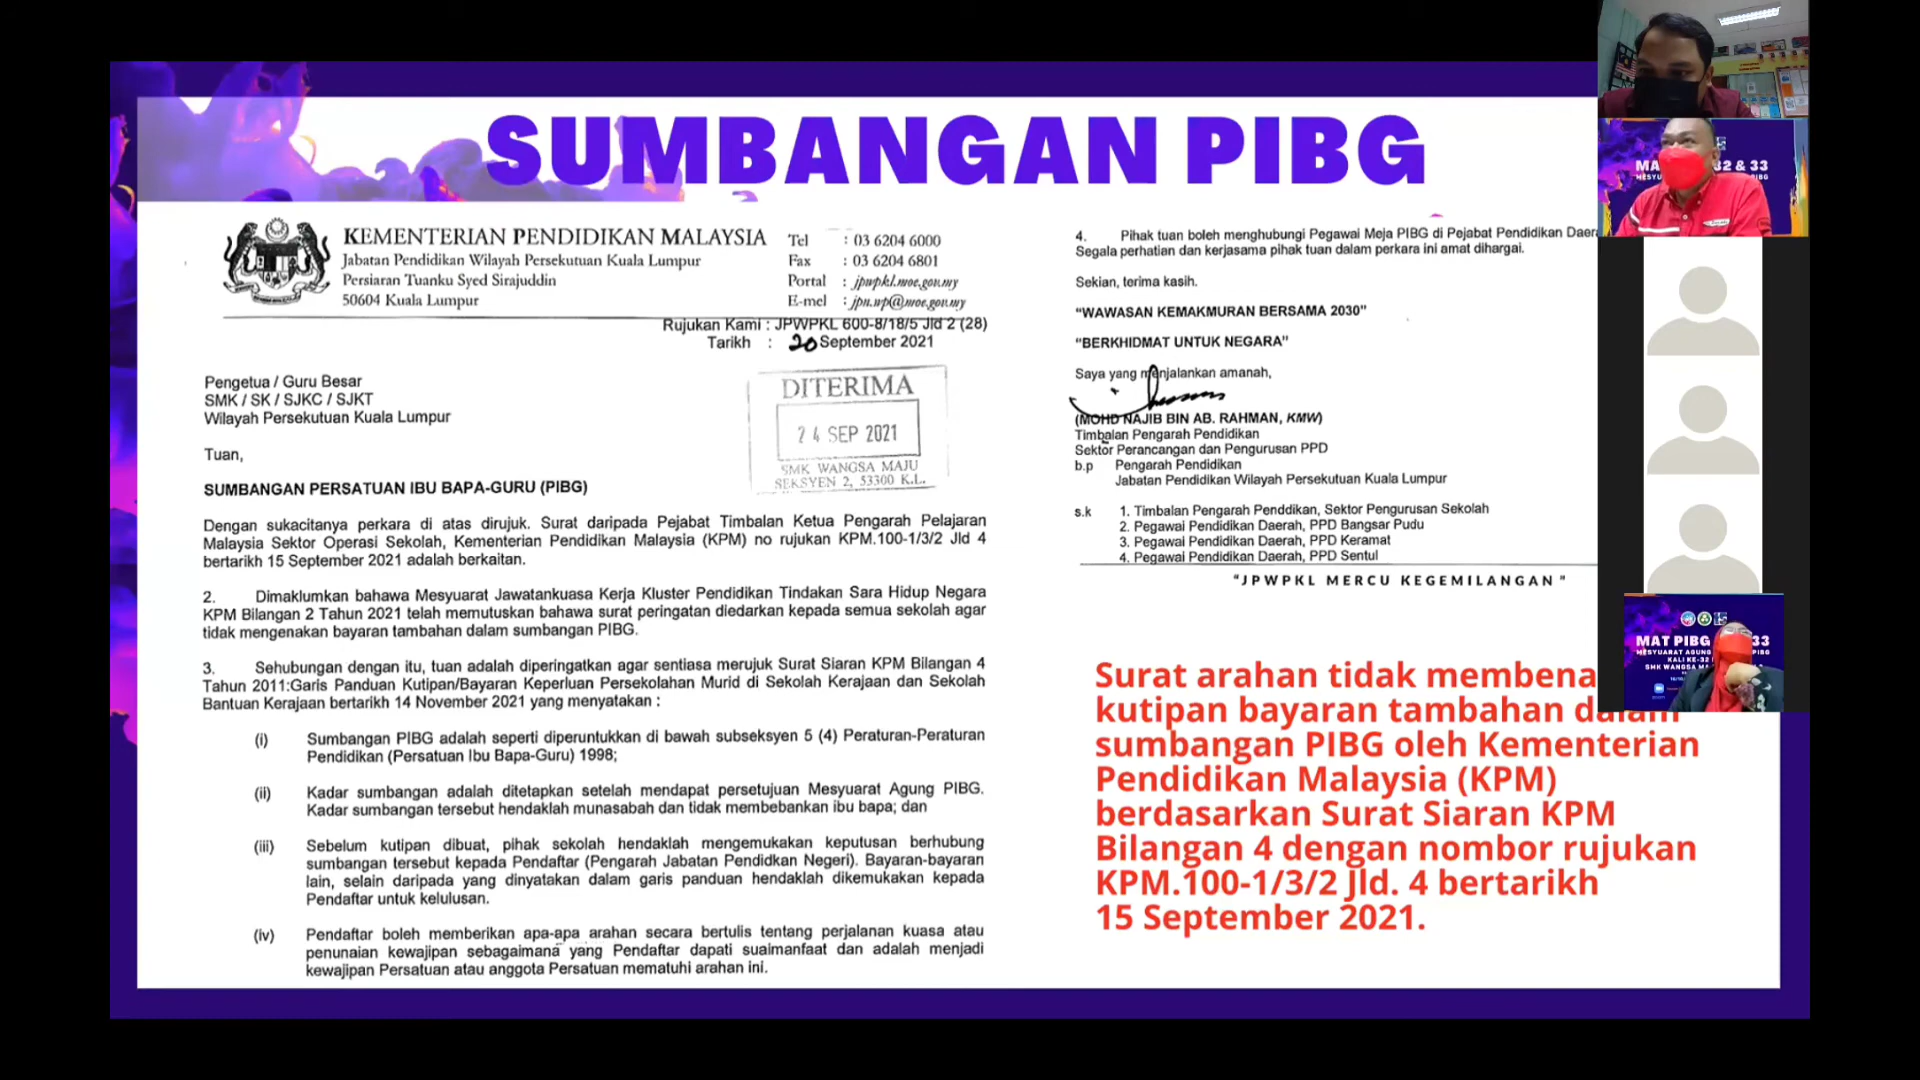 SUMBANGAN PIBG
KEMENTERIAN PENDIDIKAN MALAYSIA
Jabatan Pendidikan Wilayah Persekutuan Kuala Lumpur
Persiaran Tuanku Syed Sirajuddin
50604 Kuala Lumpur
Tel : 03 6204 6000
Fax : 03 6204 6801
Portal : jpwpkl.moe.gov.my
E-mel : jpn.wp@moe.gov.my
Rujukan Kami : JPWPKL 600-8/18/5 Jld 2 (28)
Tarikh : 20 September 2021
Pengetua / Guru Besar
SMK / SK / SJKC / SJKT
Wilayah Persekutuan Kuala Lumpur
DITERIMA
24 SEP 2021
SMK WANGSA MAJU
SEKSYEN 2, 53300 K.L.
Tuan,
SUMBANGAN PERSATUAN IBU BAPA-GURU (PIBG)
Dengan sukacitanya perkara di atas dirujuk. Surat daripada Pejabat Timbalan Ketua Pengarah Pelajaran
Malaysia Sektor Operasi Sekolah, Kementerian Pendidikan Malaysia (KPM) no rujukan KPM.100-1/3/2 Jld 4
bertarikh 15 September 2021 adalah berkaitan.
2. Dimaklumkan bahawa Mesyuarat Jawatankuasa Kerja Kluster Pendidikan Tindakan Sara Hidup Negara
KPM Bilangan 2 Tahun 2021 telah memutuskan bahawa surat peringatan diedarkan kepada semua sekolah agar
tidak mengenakan bayaran tambahan dalam sumbangan PIBG.
3. Sehubungan dengan itu, tuan adalah diperingatkan agar sentiasa merujuk Surat Siaran KPM Bilangan 4
Tahun 2011:Garis Panduan Kutipan/Bayaran Keperluan Persekolahan Murid di Sekolah Kerajaan dan Sekolah
Bantuan Kerajaan bertarikh 14 November 2021 yang menyatakan :
(i) Sumbangan PIBG adalah seperti diperuntukkan di bawah subseksyen 5 (4) Peraturan-Peraturan
Pendidikan (Persatuan Ibu Bapa-Guru) 1998;
(ii) Kadar sumbangan adalah ditetapkan setelah mendapat persetujuan Mesyuarat Agung PIBG.
Kadar sumbangan tersebut hendaklah munasabah dan tidak membebankan ibu bapa; dan
(iii) Sebelum kutipan dibuat, pihak sekolah hendaklah mengemukakan keputusan berhubung
sumbangan tersebut kepada Pendaftar (Pengarah Jabatan Pendidkan Negeri). Bayaran-bayaran
lain, selain daripada yang dinyatakan dalam garis panduan hendaklah dikemukakan kepada
Pendaftar untuk kelulusan.
(iv) Pendaftar boleh memberikan apa-apa arahan secara bertulis tentang perjalanan kuasa atau
penunaian kewajipan sebagaimana yang Pendaftar dapati suaimanfaat dan adalah menjadi
kewajipan Persatuan atau anggota Persatuan mematuhi arahan ini.
4. Pihak tuan boleh menghubungi Pegawai Meja PIBG di Pejabat Pendidikan Daera
Segala perhatian dan kerjasama pihak tuan dalam perkara ini amat dihargai.
Sekian, terima kasih.
"WAWASAN KEMAKMURAN BERSAMA 2030"
"BERKHIDMAT UNTUK NEGARA"
Saya yang menjalankan amanah,
(MOHD NAJIB BIN AB. RAHMAN, KMW)
Timbalan Pengarah Pendidikan
Sektor Perancangan dan Pengurusan PPD
b.p Pengarah Pendidikan
Jabatan Pendidikan Wilayah Persekutuan Kuala Lumpur
s.k 1. Timbalan Pengarah Penddikan, Sektor Pengurusan Sekolah
2. Pegawai Pendidikan Daerah, PPD Bangsar Pudu
3. Pegawai Pendidikan Daerah, PPD Keramat
4. Pegawai Pendidikan Daerah, PPD Sentul
"JPWPKL MERCU KEGEMILANGAN"
Surat arahan tidak membena
kutipan bayaran tambahan dalam
sumbangan PIBG oleh Kementerian
Pendidikan Malaysia (KPM)
berdasarkan Surat Siaran KPM
Bilangan 4 dengan nombor rujukan
KPM.100-1/3/2 Jld. 4 bertarikh
15 September 2021.
MA 32 & 33
MAT PIBG 33
MESYUARAT AGUNG PIBG
KALI KE-32
SMK WANGSA MA